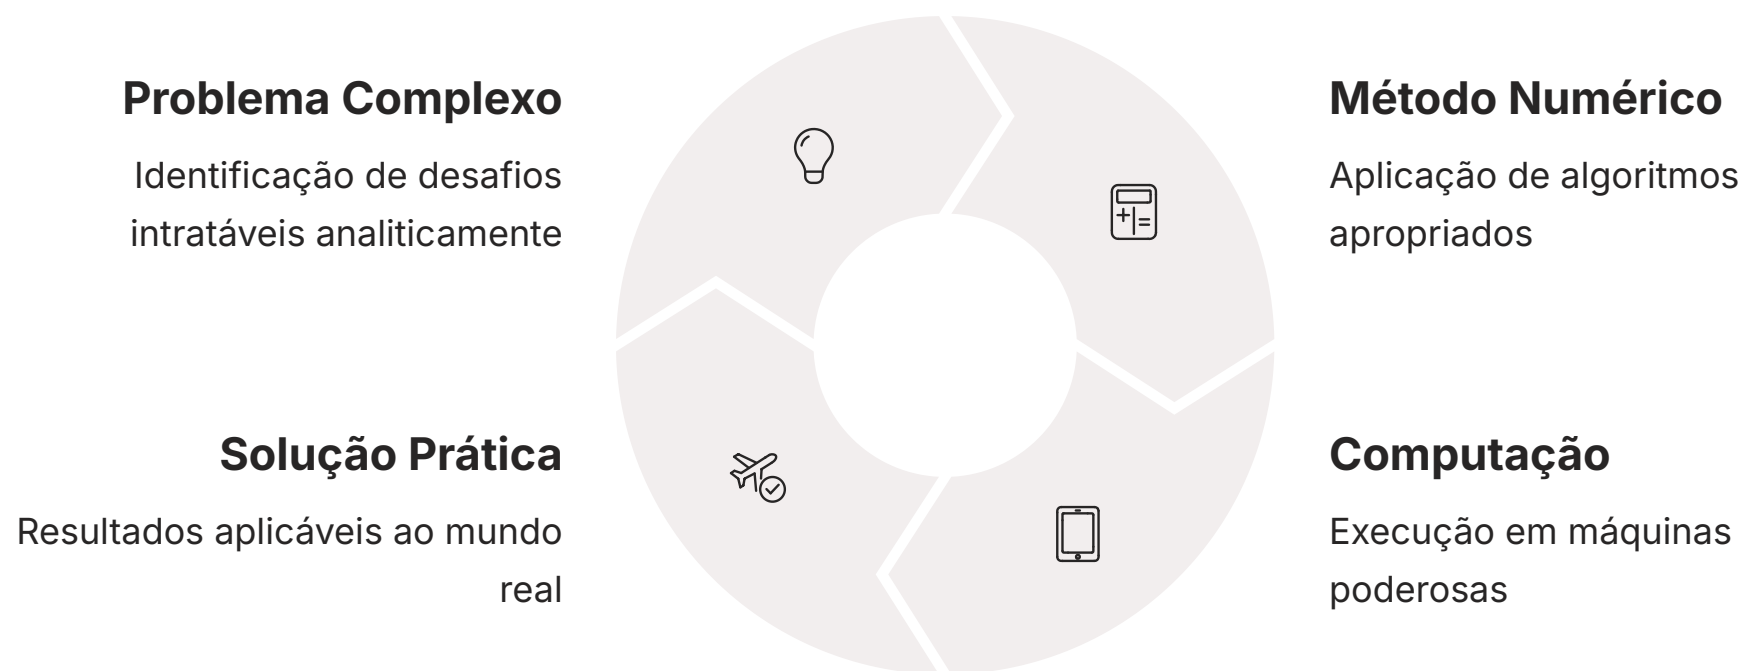 Problema Complexo
Identificação de desafios
intratáveis analiticamente
Método Numérico
Aplicação de algoritmos
apropriados
Solução Prática
Resultados aplicáveis ao mundo
real
Computação
Execução em máquinas
poderosas